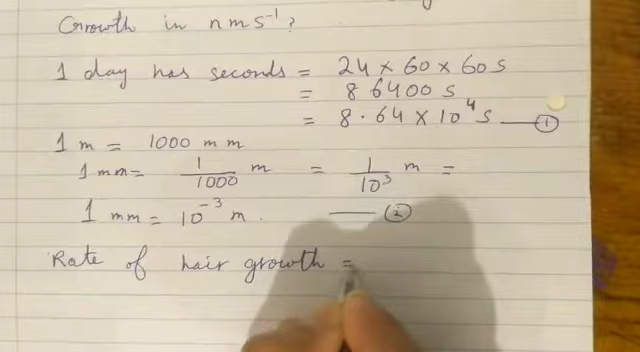 Growth in nms⁻¹?
1 day has seconds = 24 × 60 × 60 s
= 86400 s
= 8.64 × 10⁴ s —— ①
1 m = 1000 mm
1 mm = 1/1000 m = 1/10³ m =
1 mm = 10⁻³ m. —— ②
Rate of hair growth =